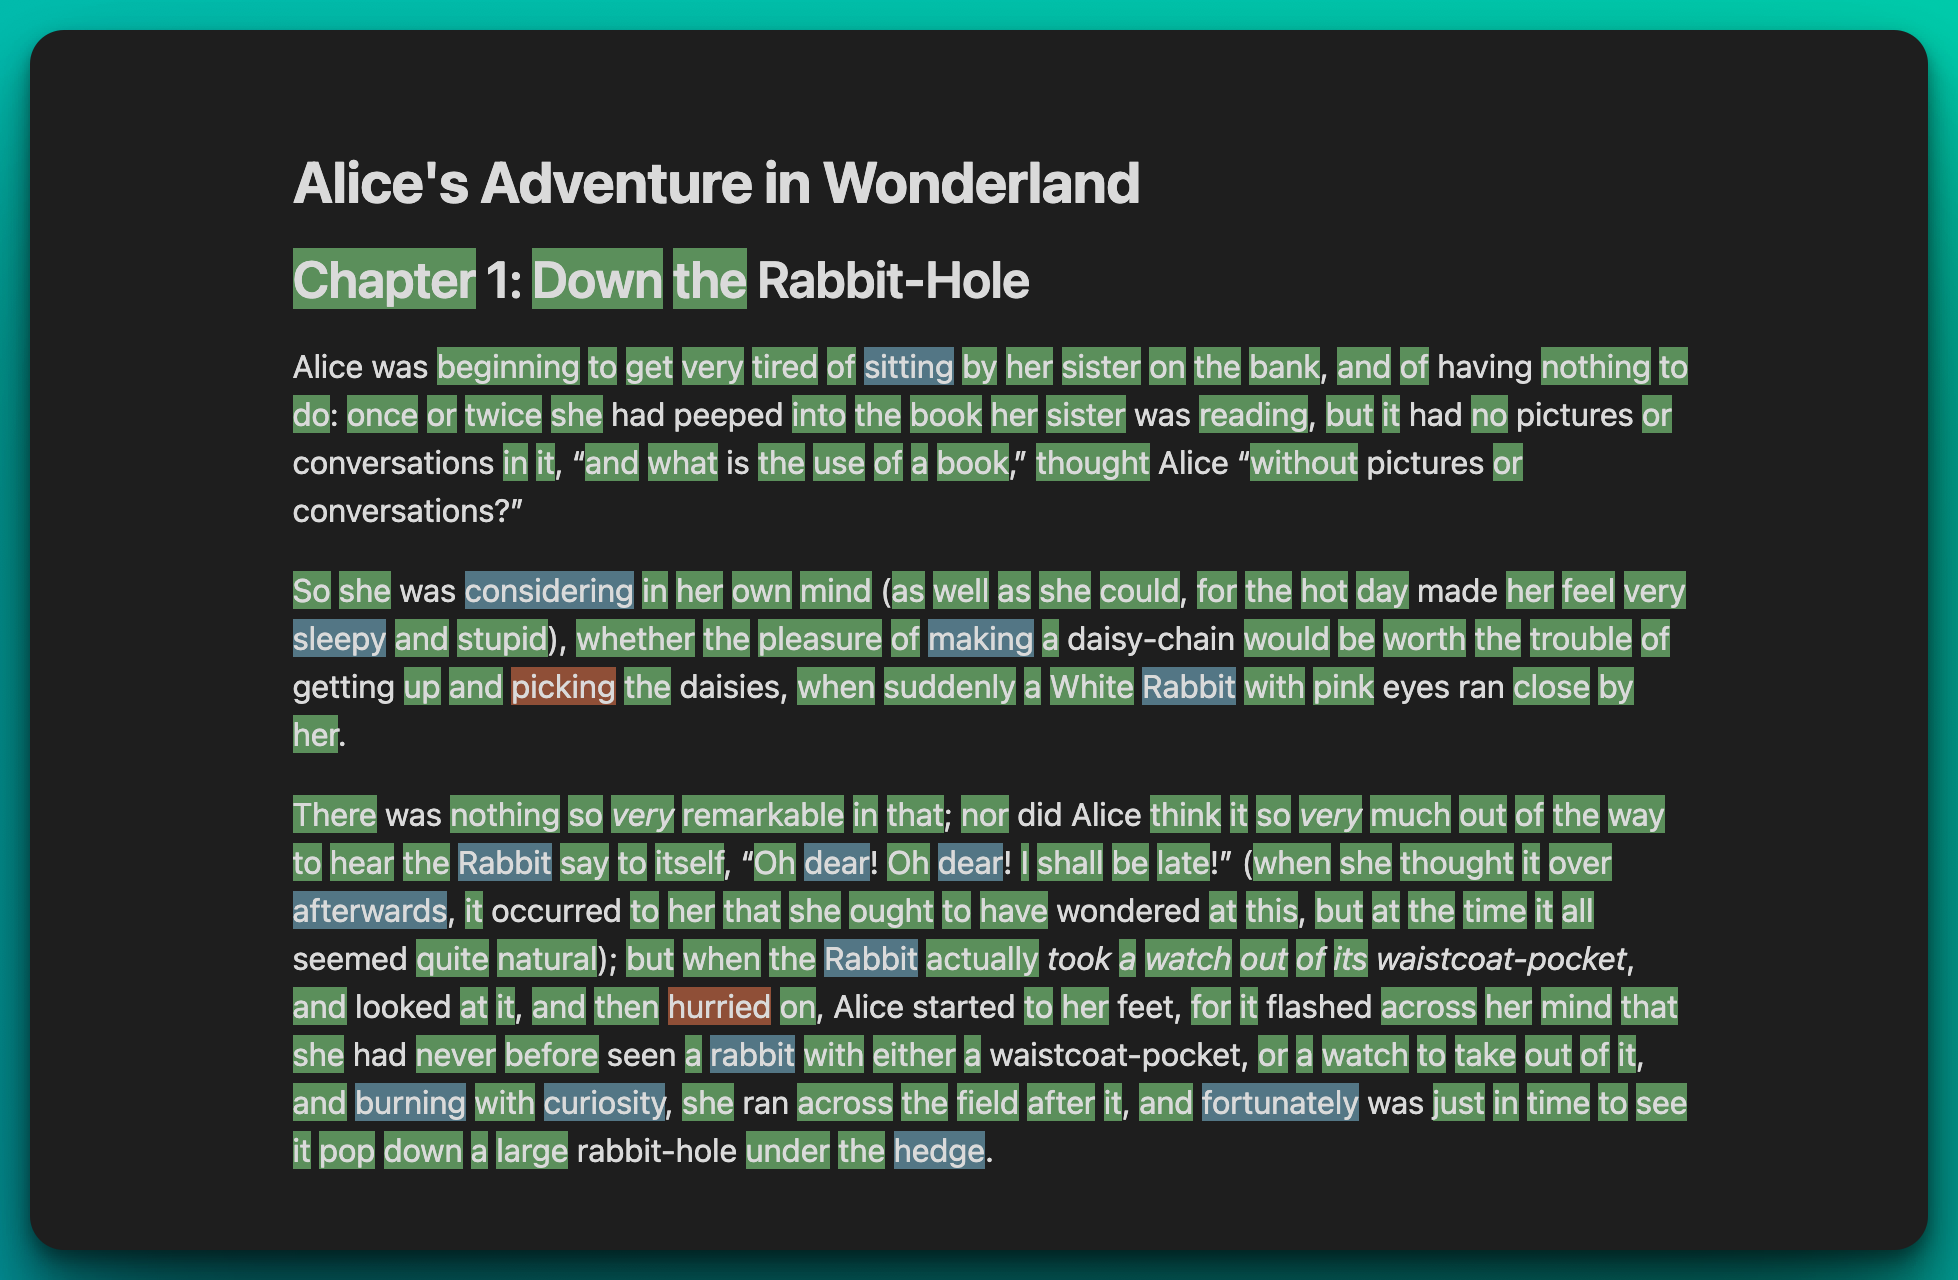 Alice's Adventure in Wonderland
Chapter 1: Down the Rabbit-Hole
Alice was beginning to get very tired of sitting by her sister on the bank, and of having nothing to
do: once or twice she had peeped into the book her sister was reading, but it had no pictures or
conversations in it, “and what is the use of a book,” thought Alice “without pictures or
conversations?”
So she was considering in her own mind (as well as she could, for the hot day made her feel very
sleepy and stupid), whether the pleasure of making a daisy-chain would be worth the trouble of
getting up and picking the daisies, when suddenly a White Rabbit with pink eyes ran close by
her.
There was nothing so very remarkable in that; nor did Alice think it so very much out of the way
to hear the Rabbit say to itself, “Oh dear! Oh dear! I shall be late!” (when she thought it over
afterwards, it occurred to her that she ought to have wondered at this, but at the time it all
seemed quite natural); but when the Rabbit actually took a watch out of its waistcoat-pocket,
and looked at it, and then hurried on, Alice started to her feet, for it flashed across her mind that
she had never before seen a rabbit with either a waistcoat-pocket, or a watch to take out of it,
and burning with curiosity, she ran across the field after it, and fortunately was just in time to see
it pop down a large rabbit-hole under the hedge.